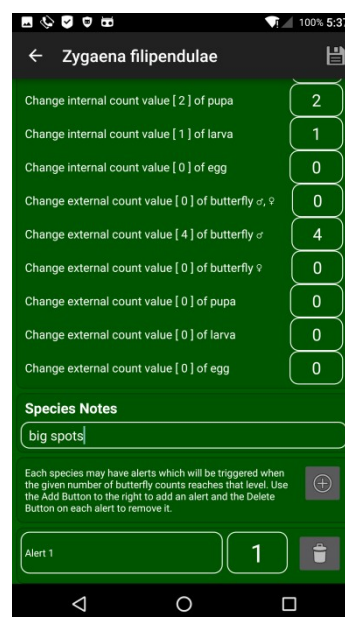 100% 5:37
Zygaena filipendulae
Change internal count value [ 2 ] of pupa 2
Change internal count value [ 1 ] of larva 1
Change internal count value [ 0 ] of egg 0
Change external count value [ 0 ] of butterfly ♂, ♀ 0
Change external count value [ 4 ] of butterfly ♂ 4
Change external count value [ 0 ] of butterfly ♀ 0
Change external count value [ 0 ] of pupa 0
Change external count value [ 0 ] of larva 0
Change external count value [ 0 ] of egg 0
Species Notes
big spots
Each species may have alerts which will be triggered when
the given number of butterfly counts reaches that level. Use
the Add Button to the right to add an alert and the Delete
Button on each alert to remove it.
Alert 1 1